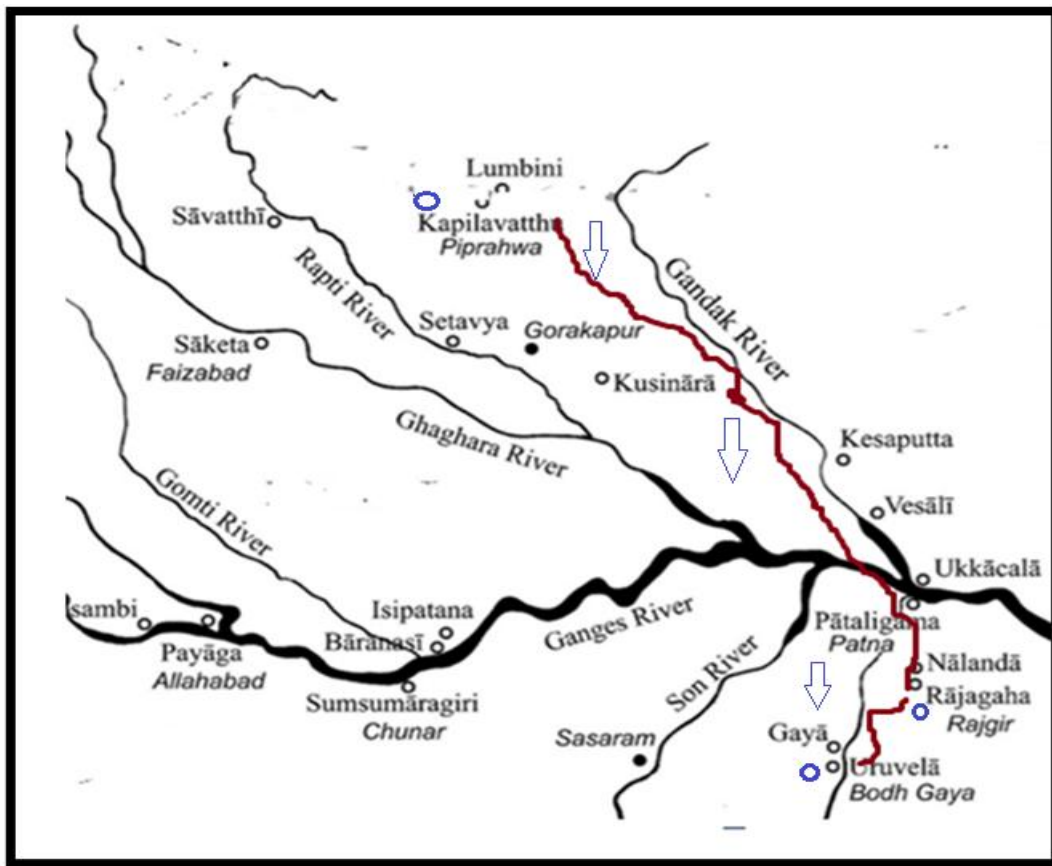 Lumbini
Kapilavatthu
Piprahwa
Sāvatthī
Rapti River
Gandak River
Setavya
Gorakapur
Sāketa
Faizabad
Kusinārā
Ghaghara River
Kesaputta
Gomti River
Vesālī
Ukkācalā
Isipatana
sambi
Bārāṇasī
Ganges River
Pātaligāma
Patna
Payāga
Allahabad
Son River
Nālandā
Rājagaha
Rajgir
Sumsumāragiri
Chunar
Sasaram
Gayā
Uruvelā
Bodh Gaya